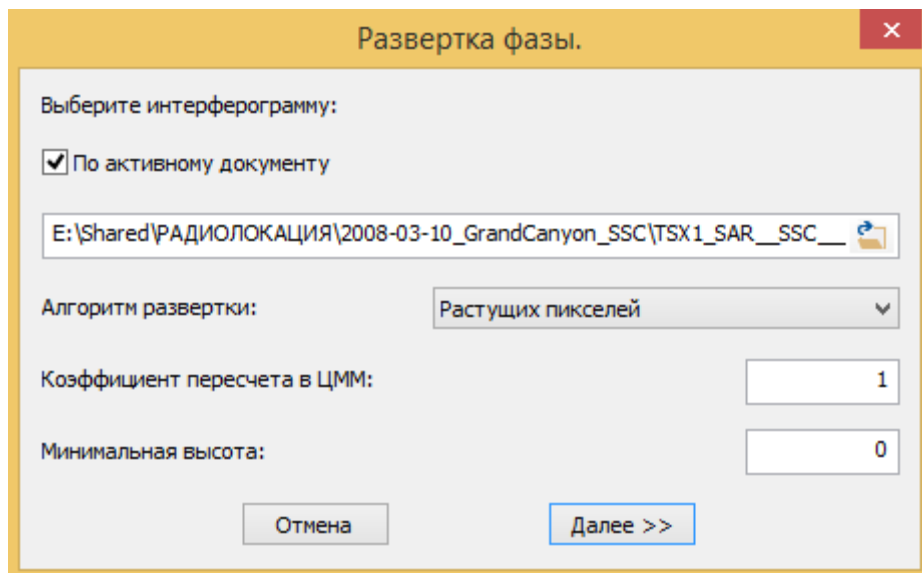 Развертка фазы.
Выберите интерферограмму:
По активному документу
E:\Shared\РАДИОЛОКАЦИЯ\2008-03-10_GrandCanyon_SSC\TSX1_SAR__SSC__
Алгоритм развертки: Растущих пикселей
Коэффициент пересчета в ЦММ: 1
Минимальная высота: 0
Отмена Далее >>